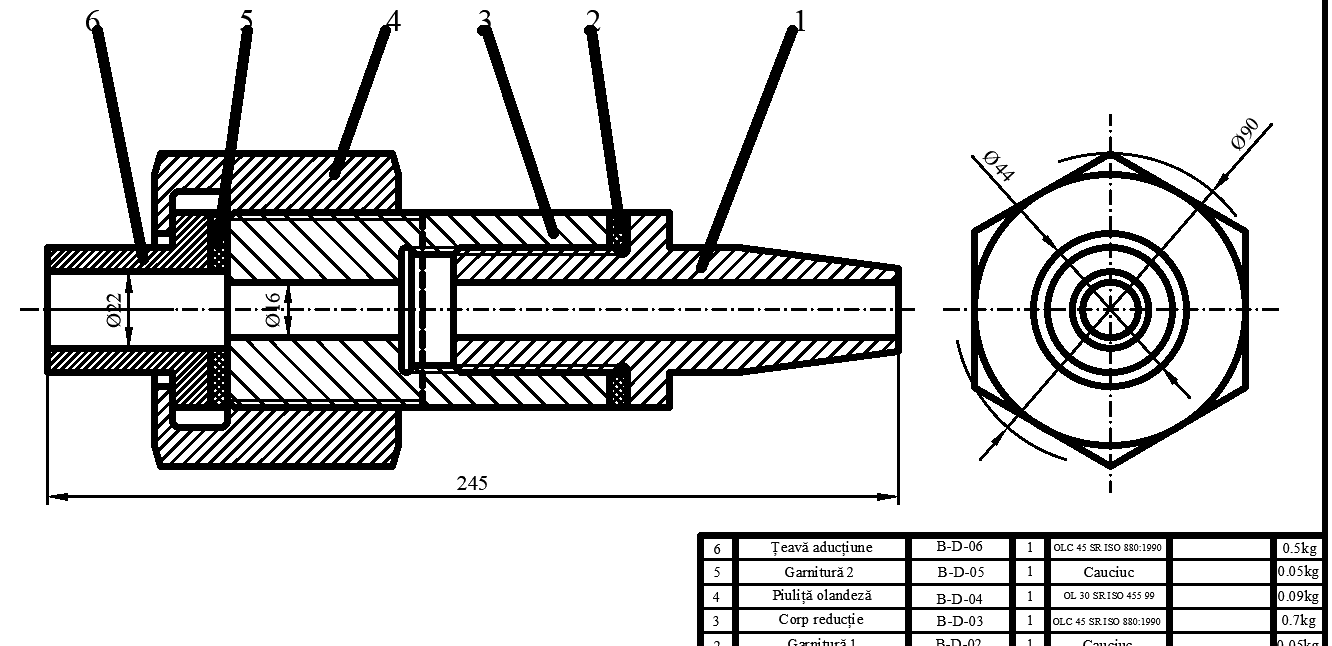 6 5 4 3 2 1
Ø44
Ø90
Ø22
Ø16
245
6 Țeavă aducțiune B-D-06 1 OLC 45 SR ISO 880:1990 0.5kg
5 Garnitură 2 B-D-05 1 Cauciuc 0.05kg
4 Piuliță olandeză B-D-04 1 OL 30 SR ISO 455 99 0.09kg
3 Corp reducție B-D-03 1 OLC 45 SR ISO 880:1990 0.7kg
2 Garnitură 1 B-D-02 1 Cauciuc 0.05kg